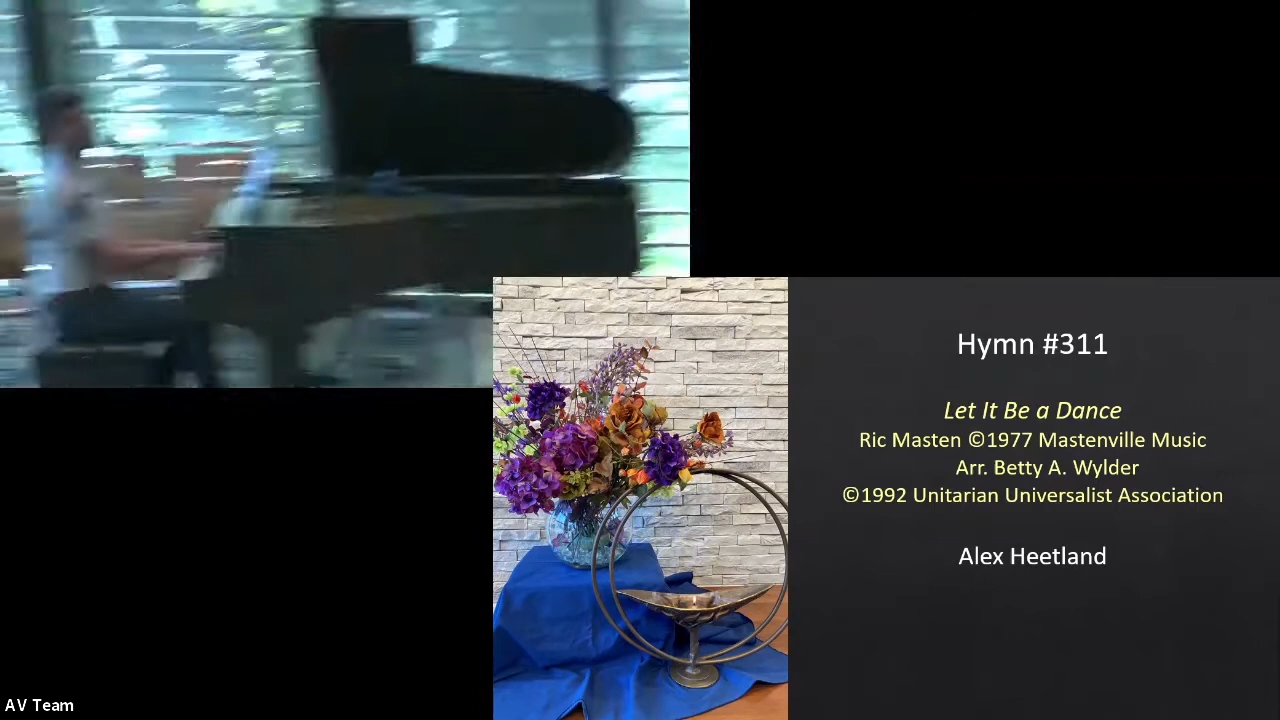 Hymn #311
Let It Be a Dance
Ric Masten ©1977 Mastenville Music
Arr. Betty A. Wylder
©1992 Unitarian Universalist Association
Alex Heetland
AV Team